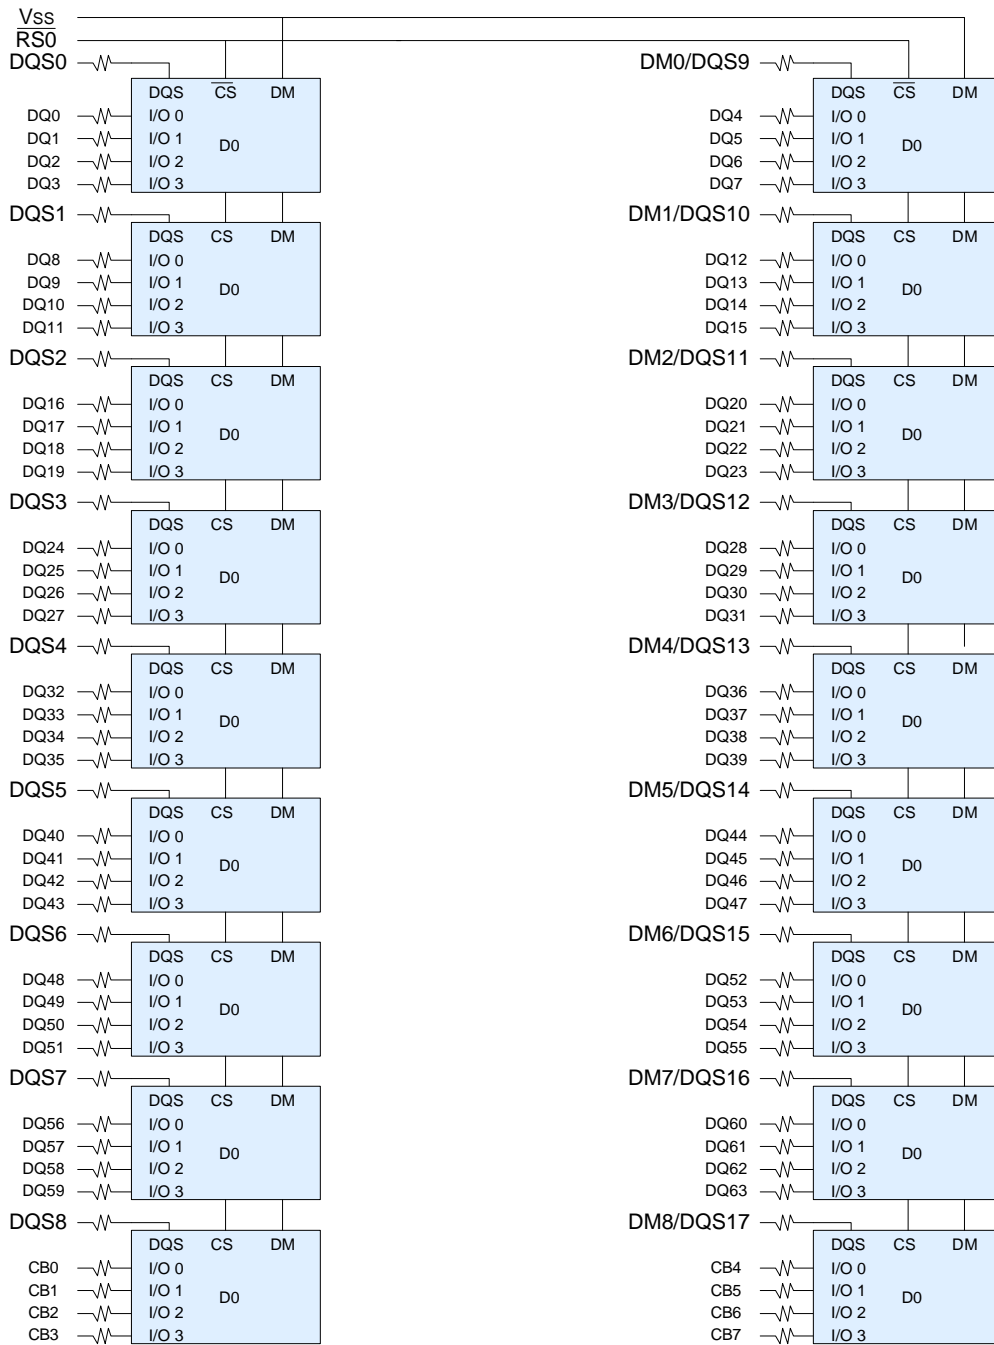 Vss
RS0
DQS0
DQS CS DM
DQ0 I/O 0
DQ1 I/O 1
D0
DQ2 I/O 2
DQ3 I/O 3
DQS1
DQS CS DM
DQ8 I/O 0
DQ9 I/O 1
D0
DQ10 I/O 2
DQ11 I/O 3
DQS2
DQS CS DM
DQ16 I/O 0
DQ17 I/O 1
D0
DQ18 I/O 2
DQ19 I/O 3
DQS3
DQS CS DM
DQ24 I/O 0
DQ25 I/O 1
D0
DQ26 I/O 2
DQ27 I/O 3
DQS4
DQS CS DM
DQ32 I/O 0
DQ33 I/O 1
D0
DQ34 I/O 2
DQ35 I/O 3
DQS5
DQS CS DM
DQ40 I/O 0
DQ41 I/O 1
D0
DQ42 I/O 2
DQ43 I/O 3
DQS6
DQS CS DM
DQ48 I/O 0
DQ49 I/O 1
D0
DQ50 I/O 2
DQ51 I/O 3
DQS7
DQS CS DM
DQ56 I/O 0
DQ57 I/O 1
D0
DQ58 I/O 2
DQ59 I/O 3
DQS8
DQS CS DM
CB0 I/O 0
CB1 I/O 1
D0
CB2 I/O 2
CB3 I/O 3
DM0/DQS9
DQS CS DM
DQ4 I/O 0
DQ5 I/O 1
D0
DQ6 I/O 2
DQ7 I/O 3
DM1/DQS10
DQS CS DM
DQ12 I/O 0
DQ13 I/O 1
D0
DQ14 I/O 2
DQ15 I/O 3
DM2/DQS11
DQS CS DM
DQ20 I/O 0
DQ21 I/O 1
D0
DQ22 I/O 2
DQ23 I/O 3
DM3/DQS12
DQS CS DM
DQ28 I/O 0
DQ29 I/O 1
D0
DQ30 I/O 2
DQ31 I/O 3
DM4/DQS13
DQS CS DM
DQ36 I/O 0
DQ37 I/O 1
D0
DQ38 I/O 2
DQ39 I/O 3
DM5/DQS14
DQS CS DM
DQ44 I/O 0
DQ45 I/O 1
D0
DQ46 I/O 2
DQ47 I/O 3
DM6/DQS15
DQS CS DM
DQ52 I/O 0
DQ53 I/O 1
D0
DQ54 I/O 2
DQ55 I/O 3
DM7/DQS16
DQS CS DM
DQ60 I/O 0
DQ61 I/O 1
D0
DQ62 I/O 2
DQ63 I/O 3
DM8/DQS17
DQS CS DM
CB4 I/O 0
CB5 I/O 1
D0
CB6 I/O 2
CB7 I/O 3